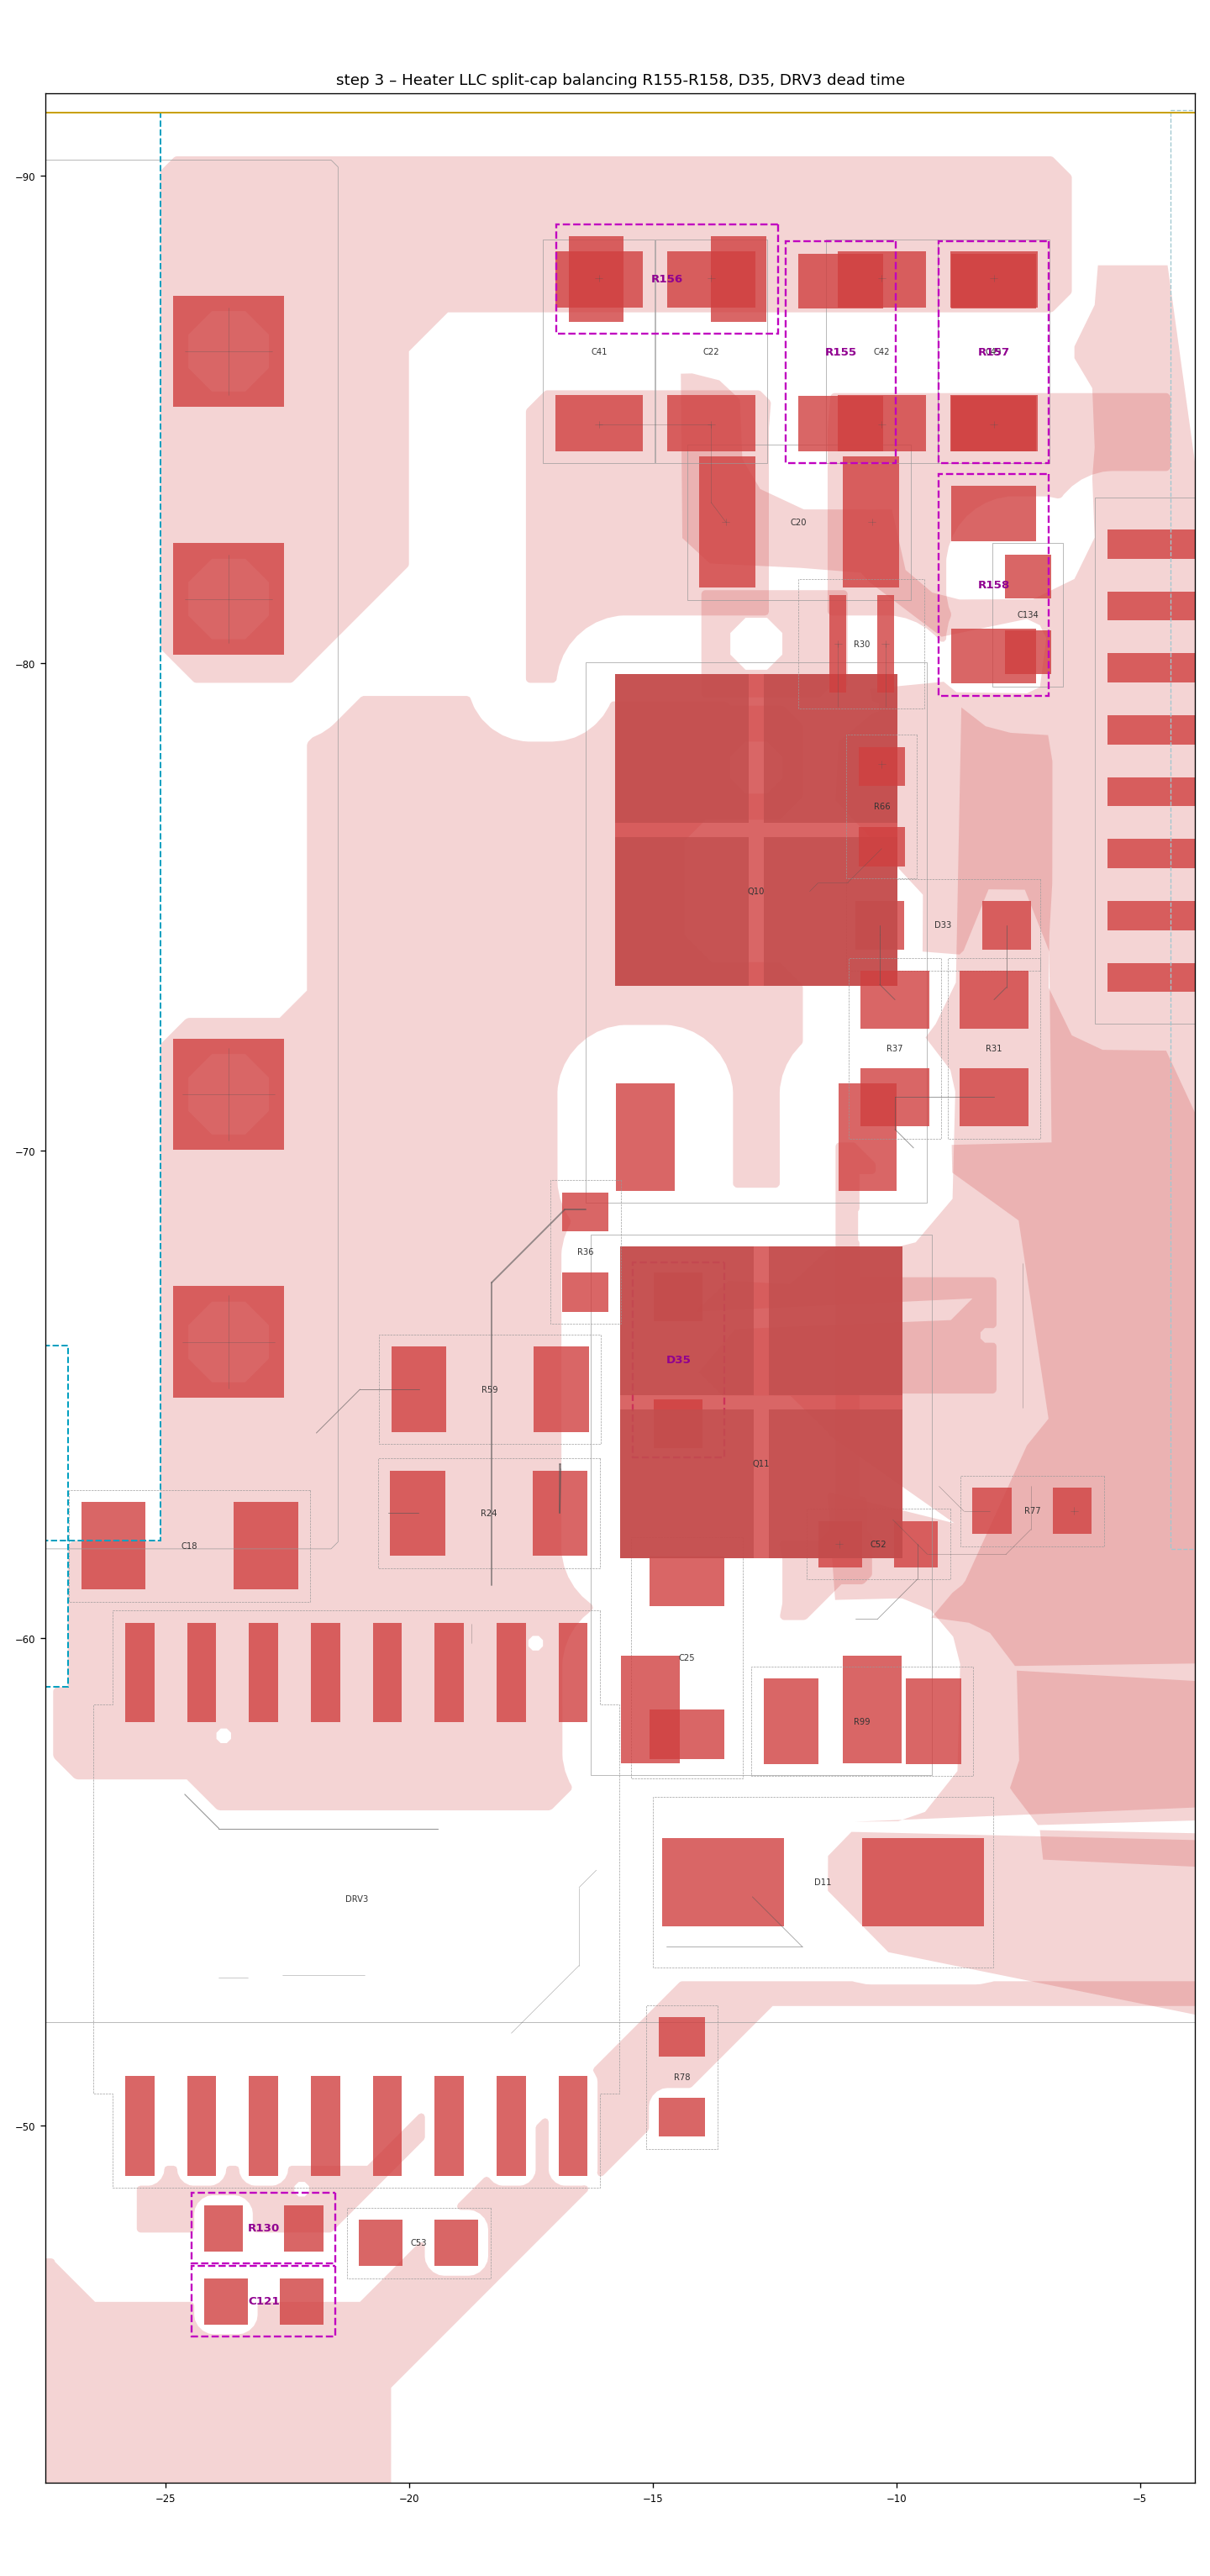 step 3 – Heater LLC split-cap balancing R155-R158, D35, DRV3 dead time
−90
R156
C41
C22
R155
C42
R157
C20
R158
C134
−80
R30
R66
Q10
D33
R37
R31
−70
R36
D35
R59
Q11
R24
R77
C18
C52
−60
C25
R99
D11
DRV3
R78
−50
R130
C53
C121
−25
−20
−15
−10
−5